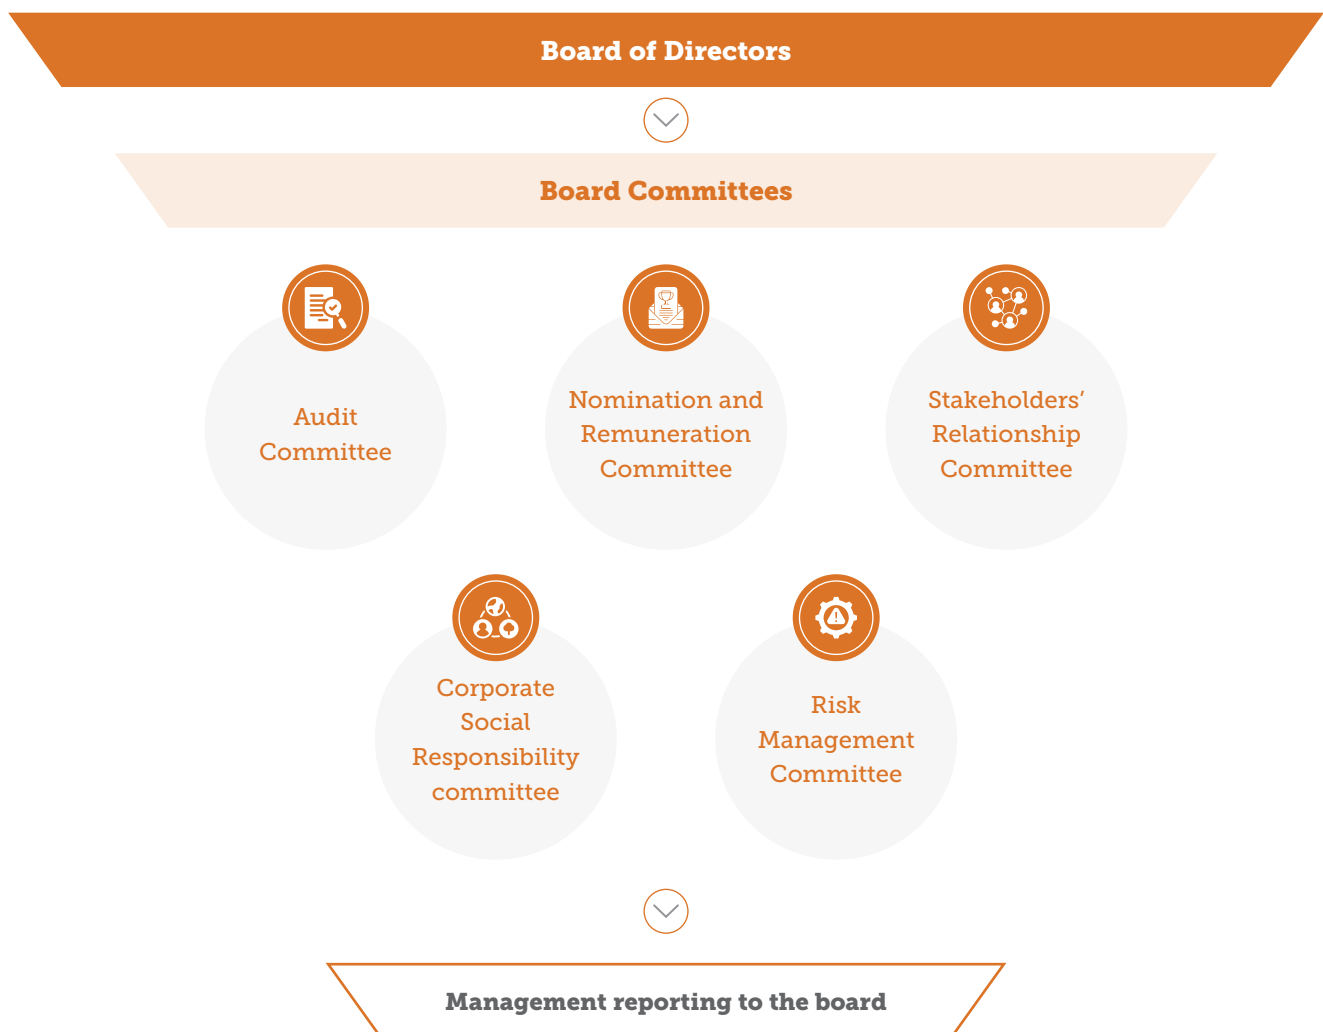 Board of Directors
Board Committees
Audit
Committee
Nomination and
Remuneration
Committee
Stakeholders’
Relationship
Committee
Corporate
Social
Responsibility
committee
Risk
Management
Committee
Management reporting to the board